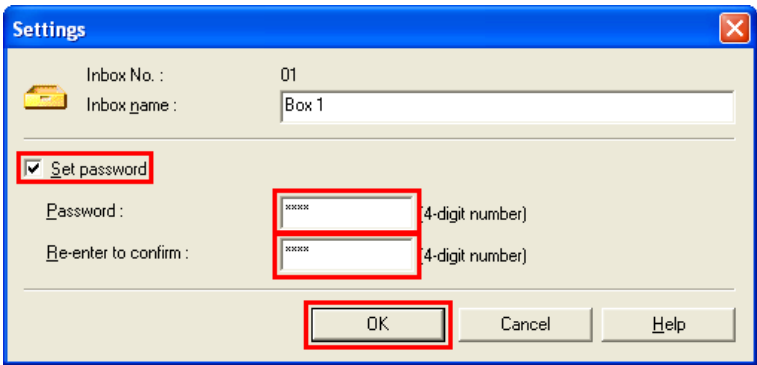 Settings
Inbox No. : 01
Inbox name : Box 1
Set password
Password : **** (4-digit number)
Re-enter to confirm : **** (4-digit number)
OK Cancel Help